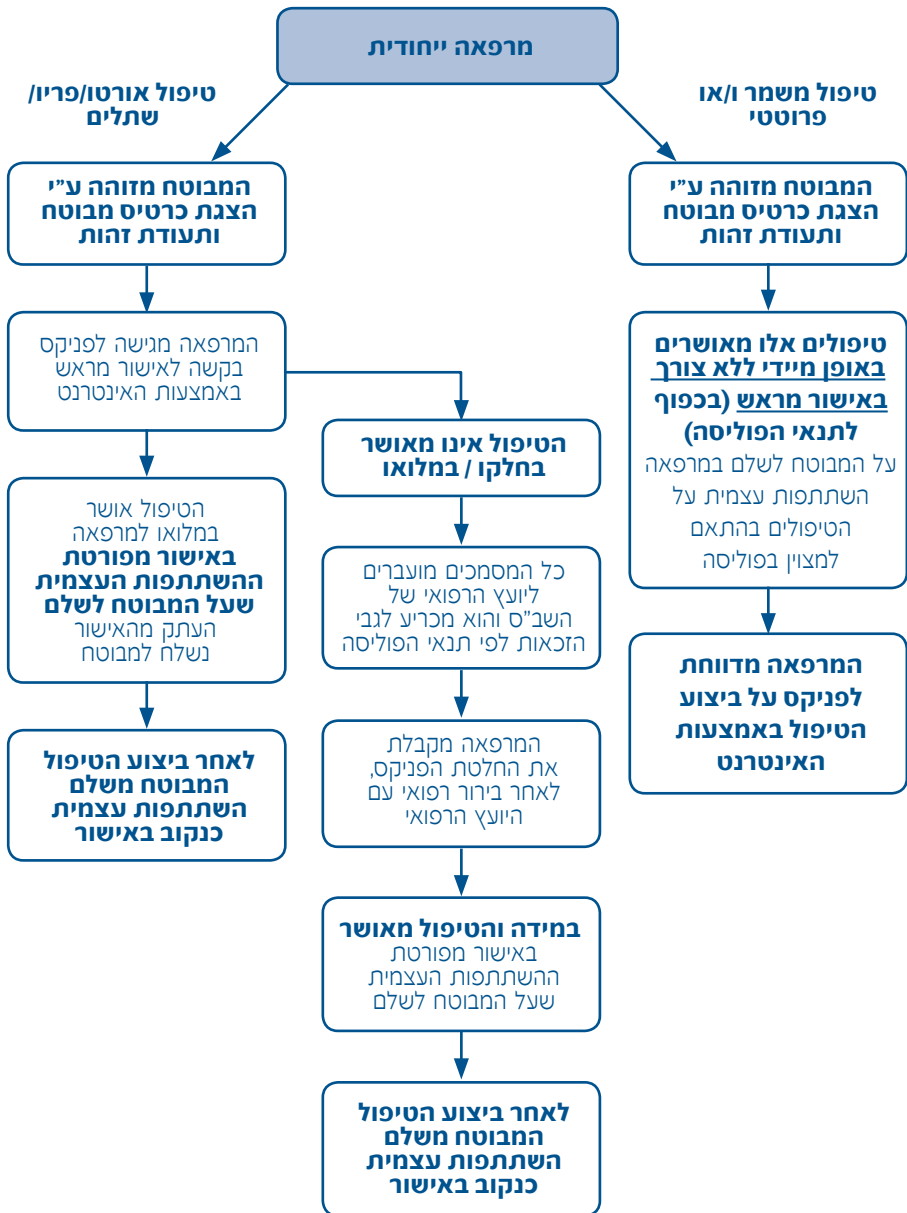 מרפאה ייחודית
טיפול משמר ו/או
פרוטטי
המבוטח מזוהה ע״י
הצגת כרטיס מבוטח
ותעודת זהות
טיפולים אלו מאושרים
באופן מיידי ללא צורך
באישור מראש (בכפוף
לתנאי הפוליסה)
על המבוטח לשלם במרפאה
השתתפות עצמית על
הטיפולים בהתאם
למצוין בפוליסה
המרפאה מדווחת
לפניקס על ביצוע
הטיפול באמצעות
האינטרנט
טיפול אורטו/פריו/
שתלים
המבוטח מזוהה ע״י
הצגת כרטיס מבוטח
ותעודת זהות
המרפאה מגישה לפניקס
בקשה לאישור מראש
באמצעות האינטרנט
הטיפול אינו מאושר
בחלקו / במלואו
כל המסמכים מועברים
ליועץ הרפואי של
השב״ס והוא מכריע לגבי
הזכאות לפי תנאי הפוליסה
המרפאה מקבלת
את החלטת הפניקס,
לאחר בירור רפואי עם
היועץ הרפואי
במידה והטיפול מאושר
באישור מפורטת
ההשתתפות העצמית
שעל המבוטח לשלם
לאחר ביצוע הטיפול
המבוטח משלם
השתתפות עצמית
כנקוב באישור
הטיפול אושר
במלואו למרפאה
באישור מפורטת
ההשתתפות העצמית
שעל המבוטח לשלם
העתק מהאישור
נשלח למבוטח
לאחר ביצוע הטיפול
המבוטח משלם
השתתפות עצמית
כנקוב באישור